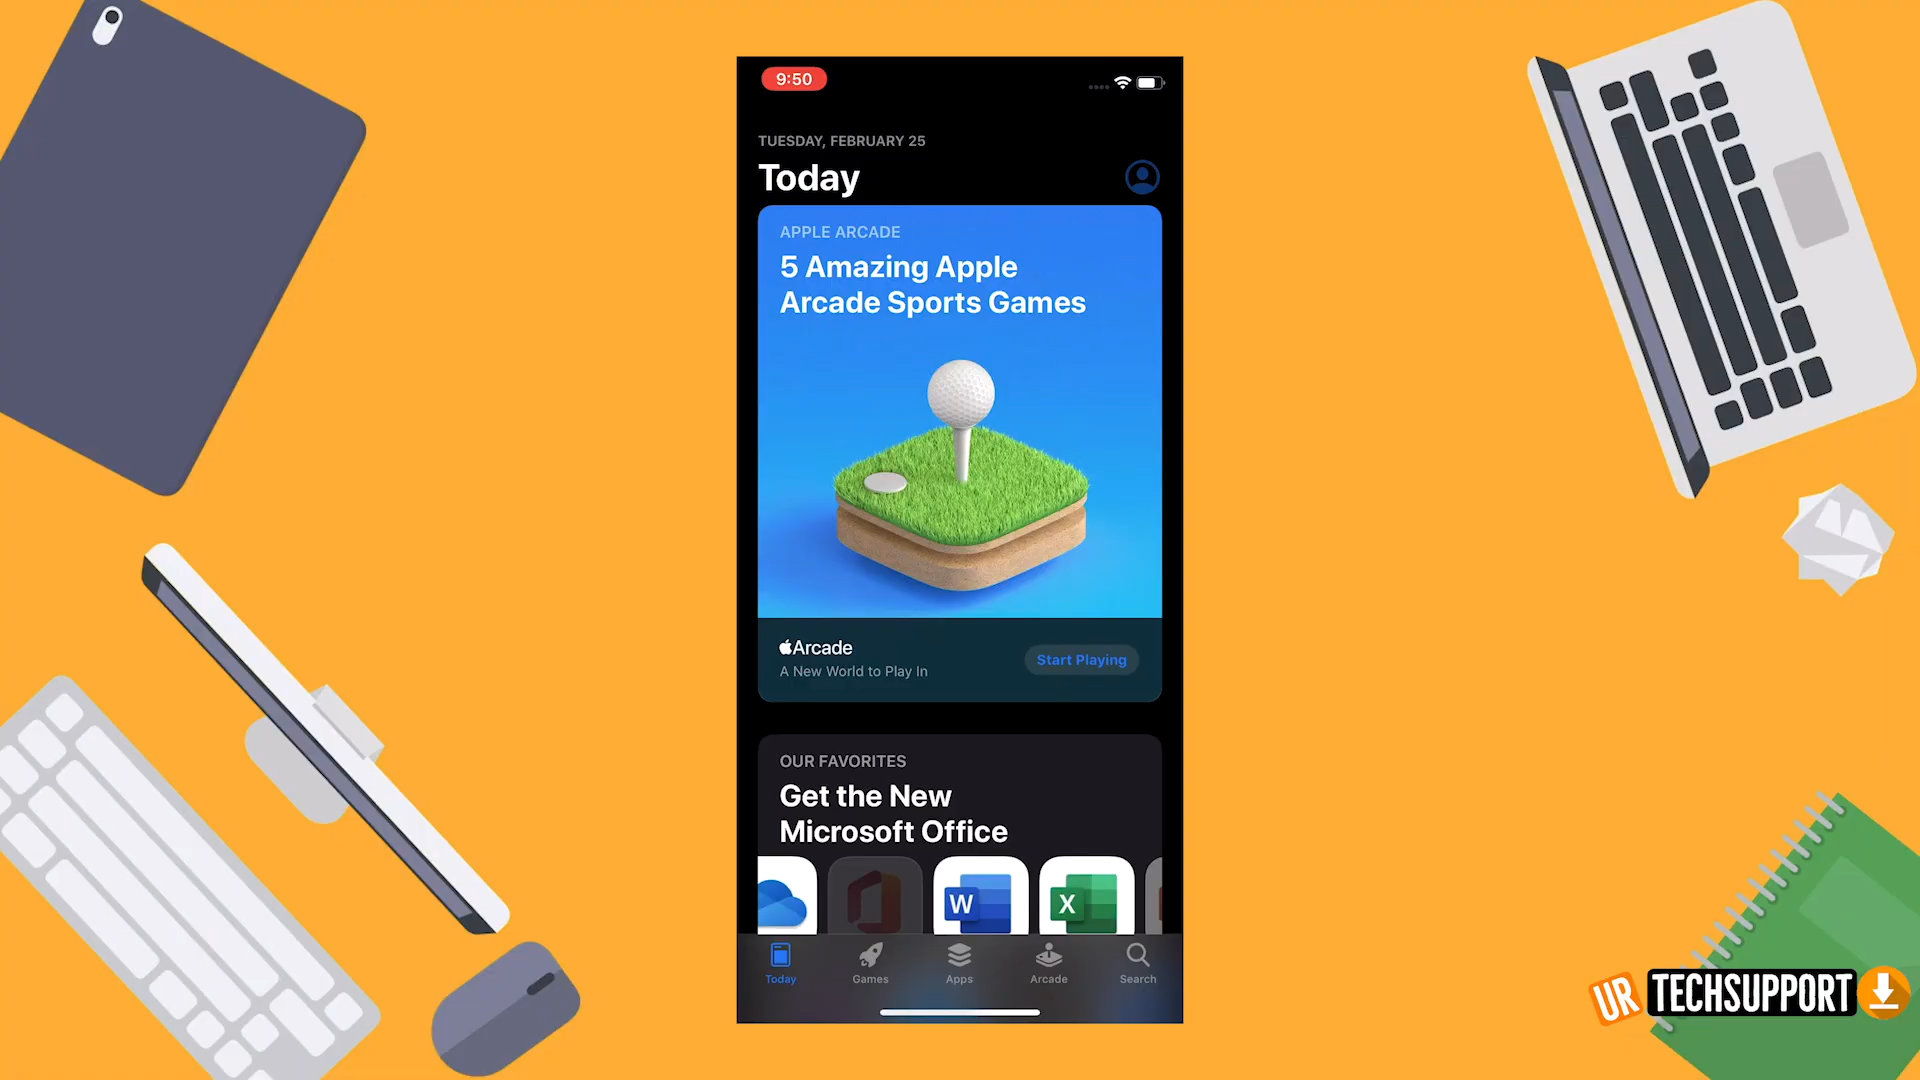 9:50
TUESDAY, FEBRUARY 25
Today
APPLE ARCADE
5 Amazing Apple
Arcade Sports Games
Arcade
A New World to Play In
Start Playing
OUR FAVORITES
Get the New
Microsoft Office
W
X
Today
Games
Apps
Arcade
Search
UR TECHSUPPORT